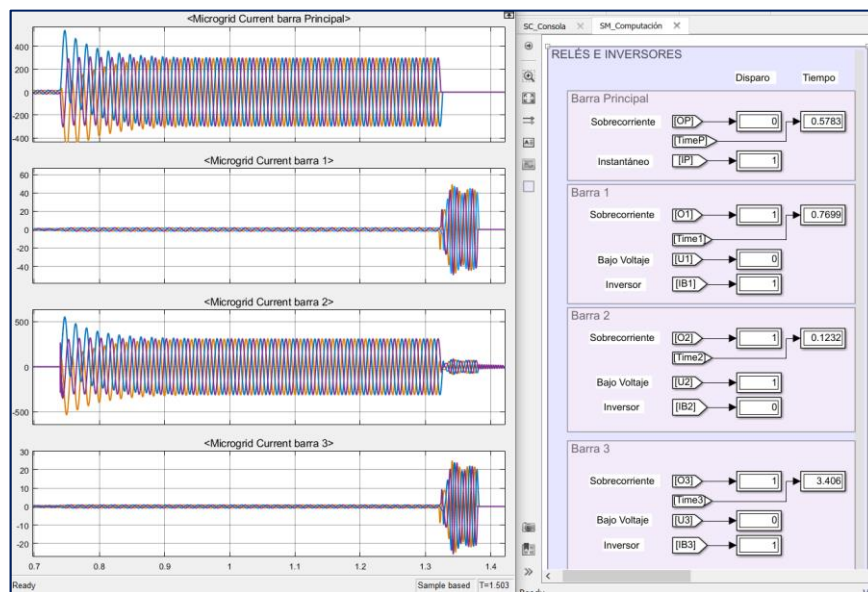 <Microgrid Current barra Principal>
400
200
0
-200
-400
<Microgrid Current barra 1>
60
40
20
0
-20
-40
<Microgrid Current barra 2>
500
0
-500
<Microgrid Current barra 3>
30
20
10
0
-10
-20
0.7 0.8 0.9 1 1.1 1.2 1.3 1.4
Ready Sample based T=1.503
SC_Consola × SM_Computación ×
RELÉS E INVERSORES
Disparo Tiempo
Barra Principal
Sobrecorriente [OP] 0 0.5783
[TimeP]
Instantáneo [IP] 1
Barra 1
Sobrecorriente [O1] 1 0.7699
[Time1]
Bajo Voltaje [U1] 0
Inversor [IB1] 1
Barra 2
Sobrecorriente [O2] 1 0.1232
[Time2]
Bajo Voltaje [U2] 1
Inversor [IB2] 0
Barra 3
Sobrecorriente [O3] 1 3.406
[Time3]
Bajo Voltaje [U3] 0
Inversor [IB3] 1